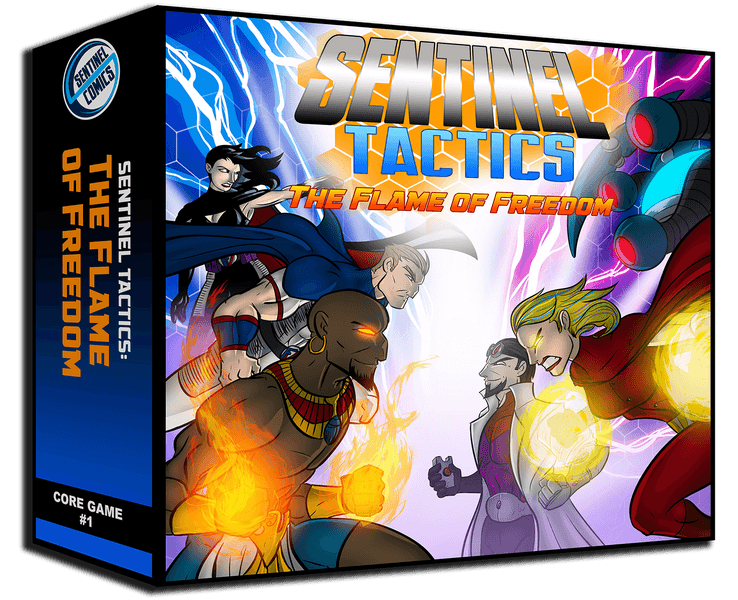 SENTINEL
COMICS
SENTINEL TACTICS:
THE FLAME
OF FREEDOM
CORE GAME
#1
SENTINEL
TACTICS
THE FLAME OF FREEDOM